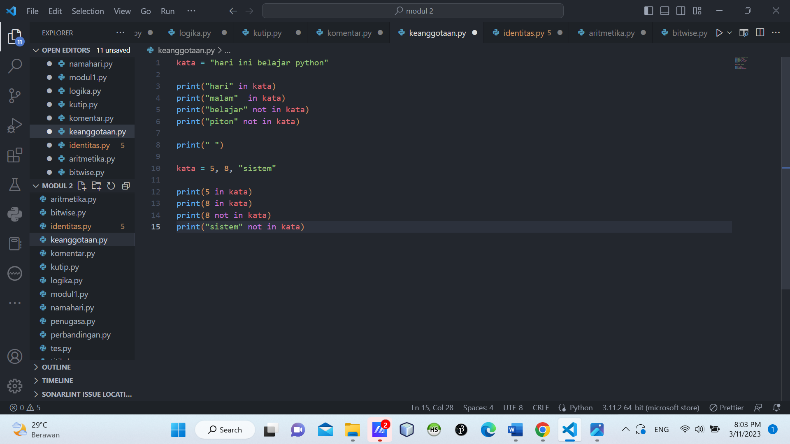 File Edit Selection View Go Run ··· modul 2
EXPLORER ···
py logika.py kutip.py komentar.py keanggotaan.py identitas.py 5 aritmetika.py bitwise.py
OPEN EDITORS 11 unsaved
namahari.py
modul1.py
logika.py
kutip.py
komentar.py
keanggotaan.py
identitas.py 5
aritmetika.py
bitwise.py
MODUL 2
aritmetika.py
bitwise.py
identitas.py 5
keanggotaan.py
komentar.py
kutip.py
logika.py
modul1.py
namahari.py
penugasa.py
perbandingan.py
tes.py
OUTLINE
TIMELINE
SONARLINT ISSUE LOCATI...
11
keanggotaan.py > ...
1 kata = "hari ini belajar python"
2
3 print("hari" in kata)
4 print("malam"  in kata)
5 print("belajar" not in kata)
6 print("piton" not in kata)
7
8 print(" ")
9
10 kata = 5, 8, "sistem"
11
12 print(5 in kata)
13 print(8 in kata)
14 print(8 not in kata)
15 print("sistem" not in kata)
0 5 Ln 15, Col 28 Spaces: 4 UTF-8 CRLF Python 3.11.2 64-bit (microsoft store) Prettier
29°C
Berawan
Search
2
ENG
8:03 PM
3/11/2023
1